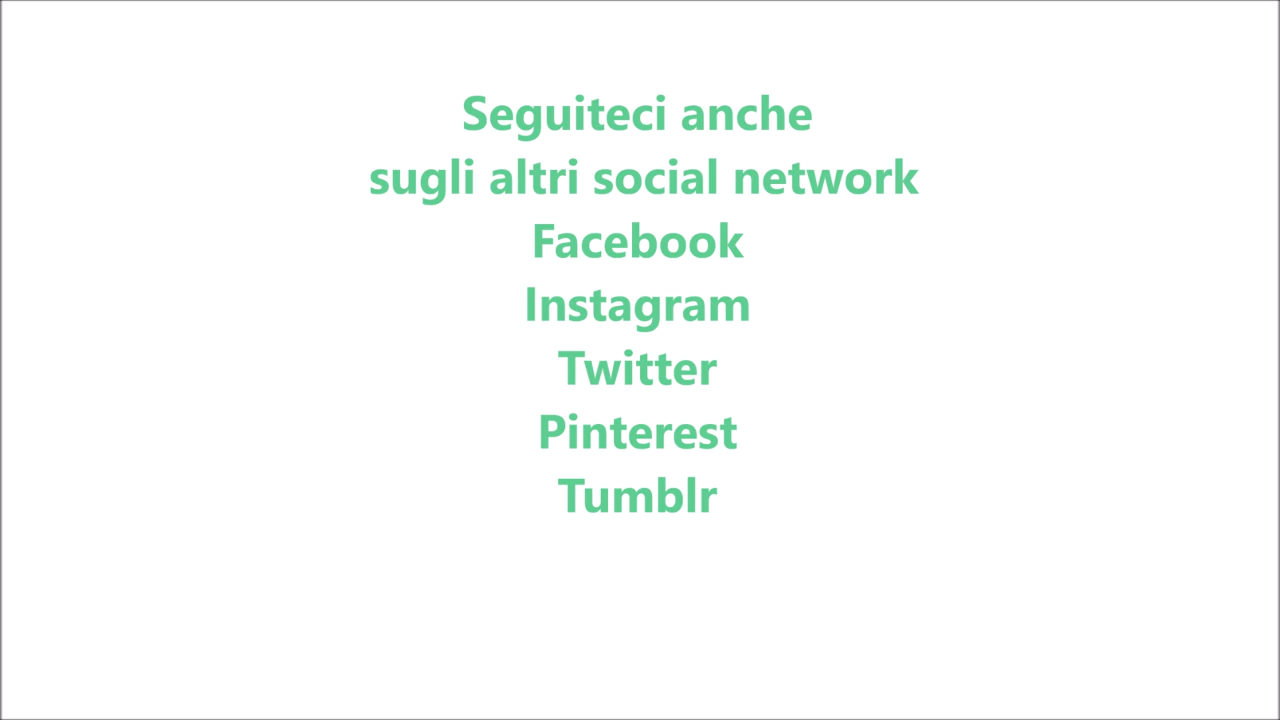 Seguiteci anche
sugli altri social network
Facebook
Instagram
Twitter
Pinterest
Tumblr